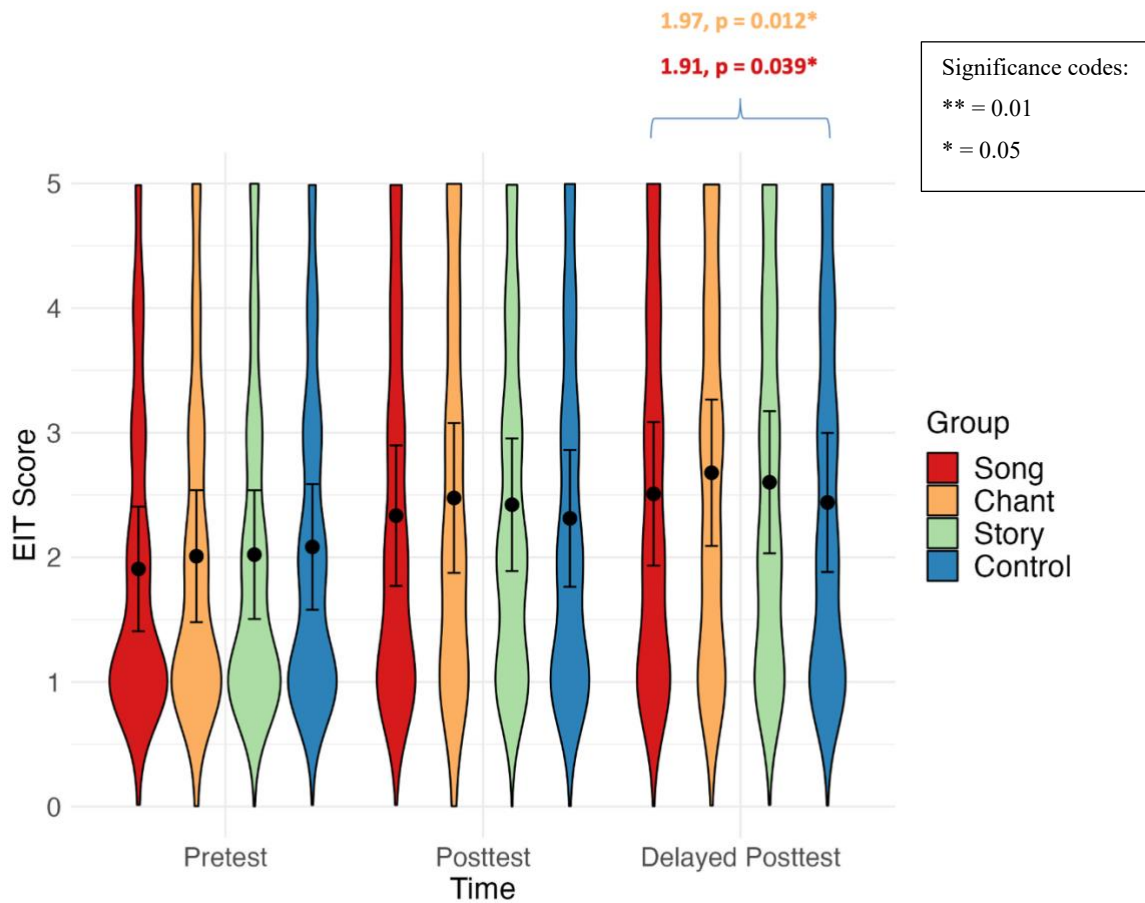 1.97, p = 0.012*
1.91, p = 0.039*
Significance codes:
** = 0.01
* = 0.05
5
4
3
2
1
0
EIT Score
Pretest
Posttest
Delayed Posttest
Time
Group
Song
Chant
Story
Control